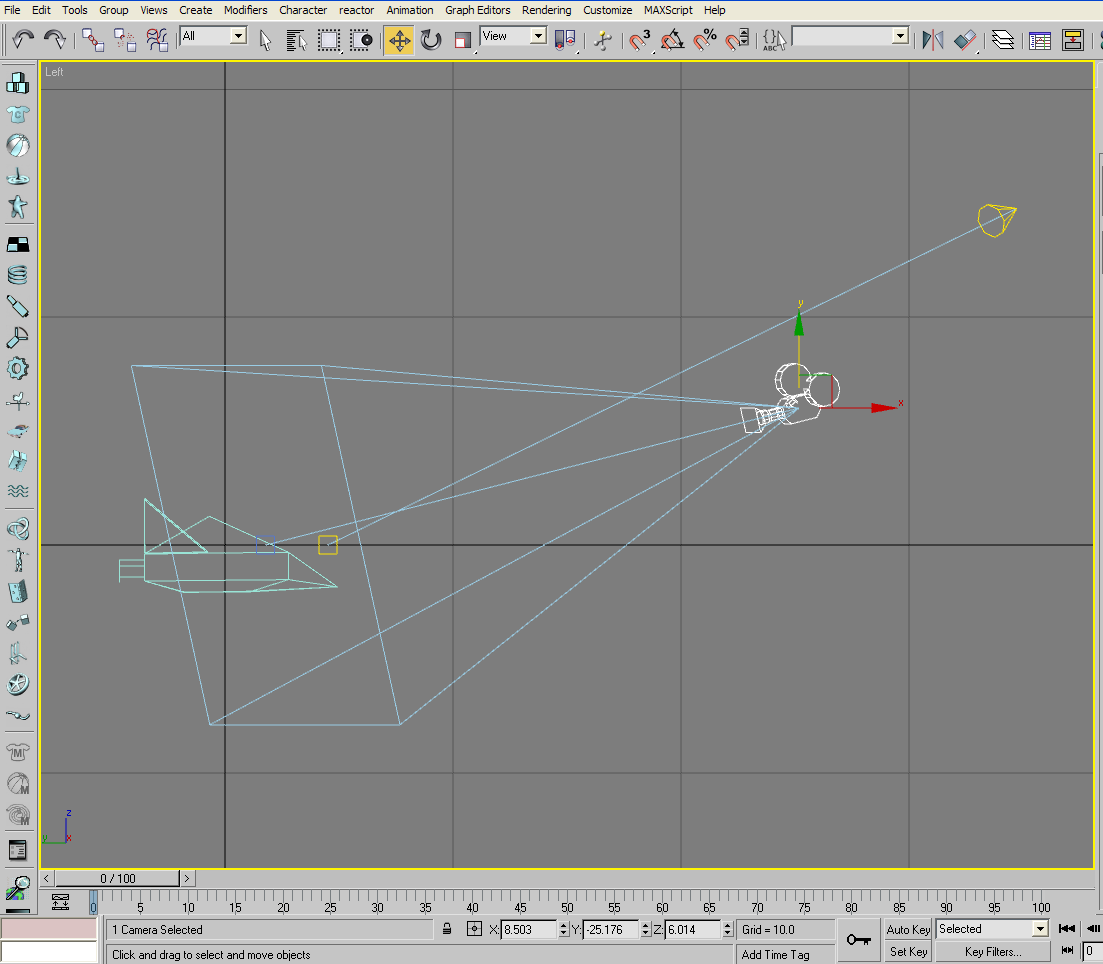 File Edit Tools Group Views Create Modifiers Character reactor Animation Graph Editors Rendering Customize MAXScript Help
All View 3 % {} ABC
Left
y
x
z
y x
M
M
M
< 0 / 100 >
0 5 10 15 20 25 30 35 40 45 50 55 60 65 70 75 80 85 90 95 100
1 Camera Selected X: 8.503 Y: -25.176 Z: 6.014 Grid = 10.0 Auto Key Selected
Click and drag to select and move objects Add Time Tag Set Key Key Filters... 0